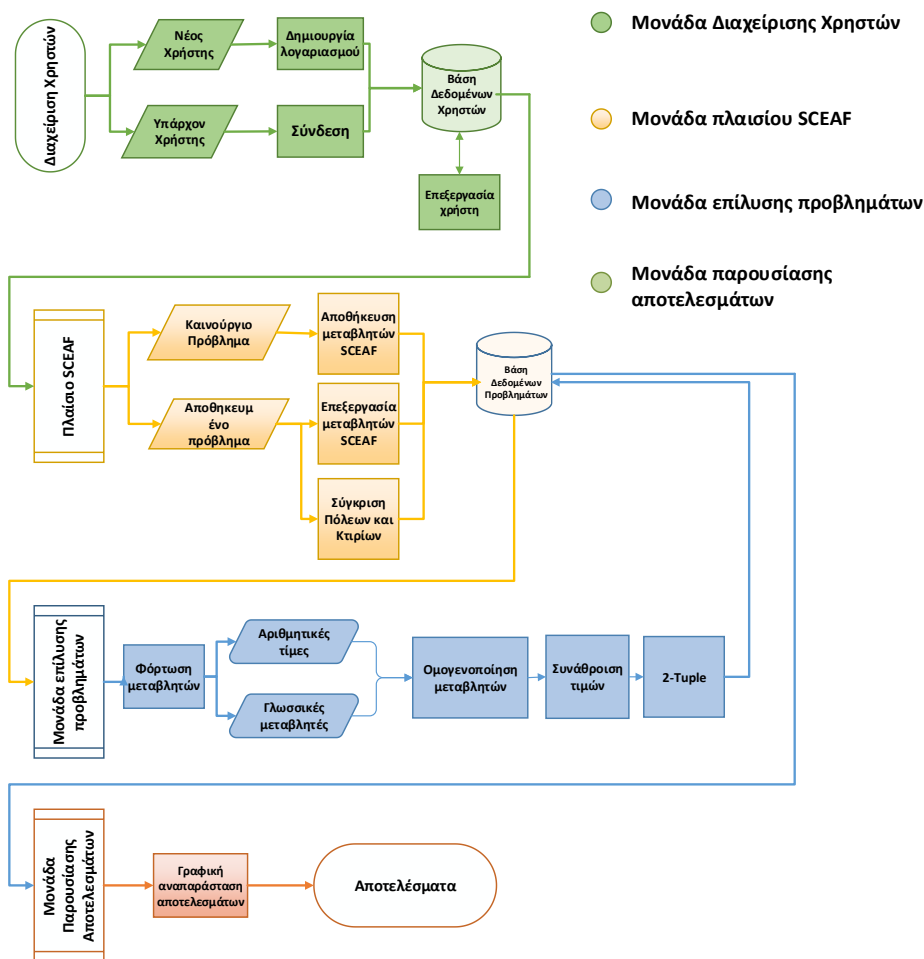 Διαχείριση Χρηστών
Νέος
Χρήστης
Δημιουργία
λογαριασμού
Υπάρχον
Χρήστης
Σύνδεση
Βάση
Δεδομένων
Χρηστών
Επεξεργασία
χρήστη
Μονάδα Διαχείρισης Χρηστών
Μονάδα πλαισίου SCEAF
Μονάδα επίλυσης προβλημάτων
Μονάδα παρουσίασης
αποτελεσμάτων
Πλαίσιο SCEAF
Καινούργιο
Πρόβλημα
Αποθήκευση
μεταβλητών
SCEAF
Αποθηκευμ
ένο
πρόβλημα
Επεξεργασία
μεταβλητών
SCEAF
Σύγκριση
Πόλεων και
Κτιρίων
Βάση
Δεδομένων
Προβλημάτων
Μονάδα επίλυσης
προβλημάτων
Φόρτωση
μεταβλητών
Αριθμητικές
τίμες
Γλωσσικές
μεταβλητές
Ομογενοποίηση
μεταβλητών
Συνάθροιση
τιμών
2-Tuple
Μονάδα
Παρουσίασης
Αποτελεσμάτων
Γραφική
αναπαράσταση
αποτελεσμάτων
Αποτελέσματα